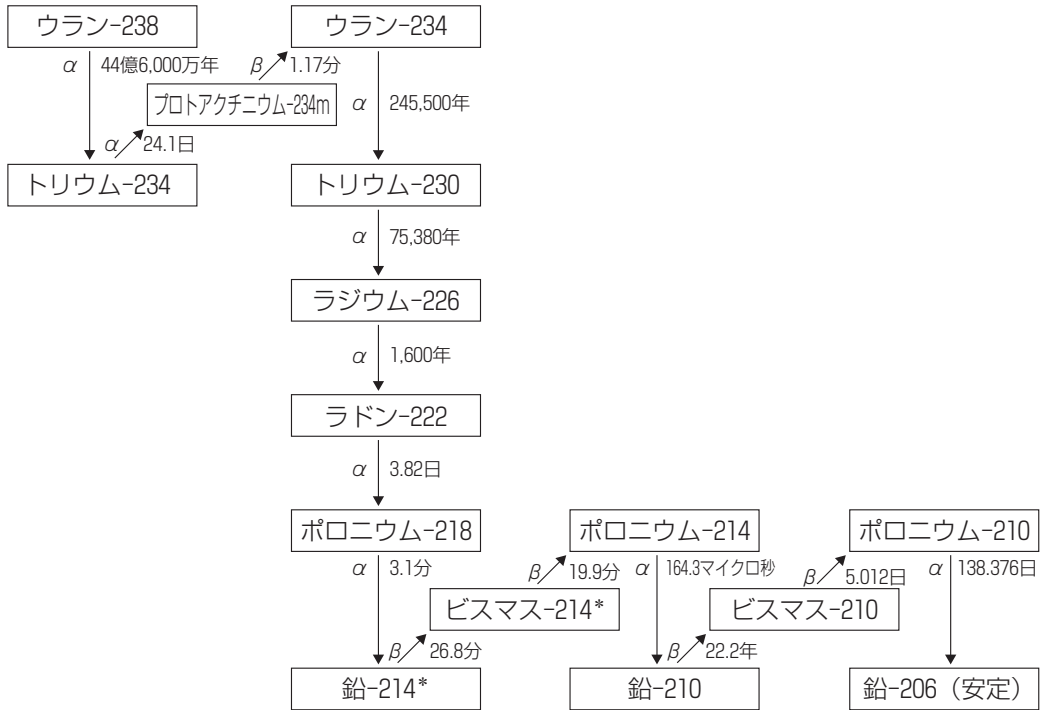 ウラン-238
ウラン-234
α 44億6,000万年
β 1.17分
プロトアクチニウム-234m
α 245,500年
α 24.1日
トリウム-234
トリウム-230
α 75,380年
ラジウム-226
α 1,600年
ラドン-222
α 3.82日
ポロニウム-218
ポロニウム-214
ポロニウム-210
α 3.1分
β 19.9分
α 164.3マイクロ秒
β 5.012日
α 138.376日
ビスマス-214*
ビスマス-210
β 26.8分
β 22.2年
鉛-214*
鉛-210
鉛-206（安定）